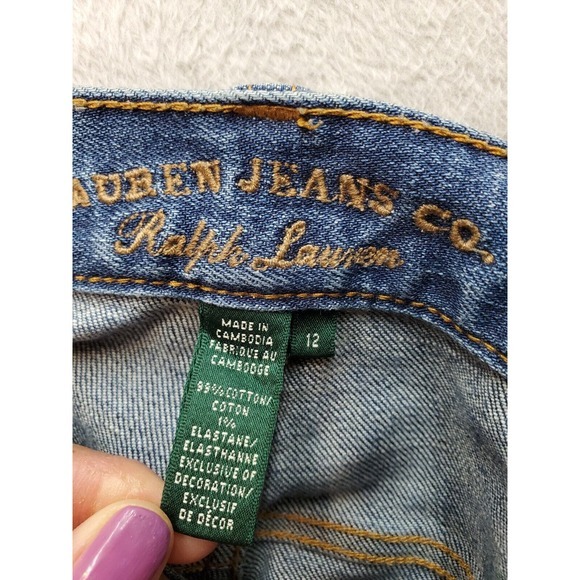 AUREN JEANS CO.
Ralph Lauren
MADE IN
CAMBODIA
FABRIQUE AU
CAMBODGE
99% COTTON/
COTON
1%
ELASTANE/
ELASTHANNE
EXCLUSIVE OF
DECORATION/
EXCLUSIF
DE DÉCOR
12